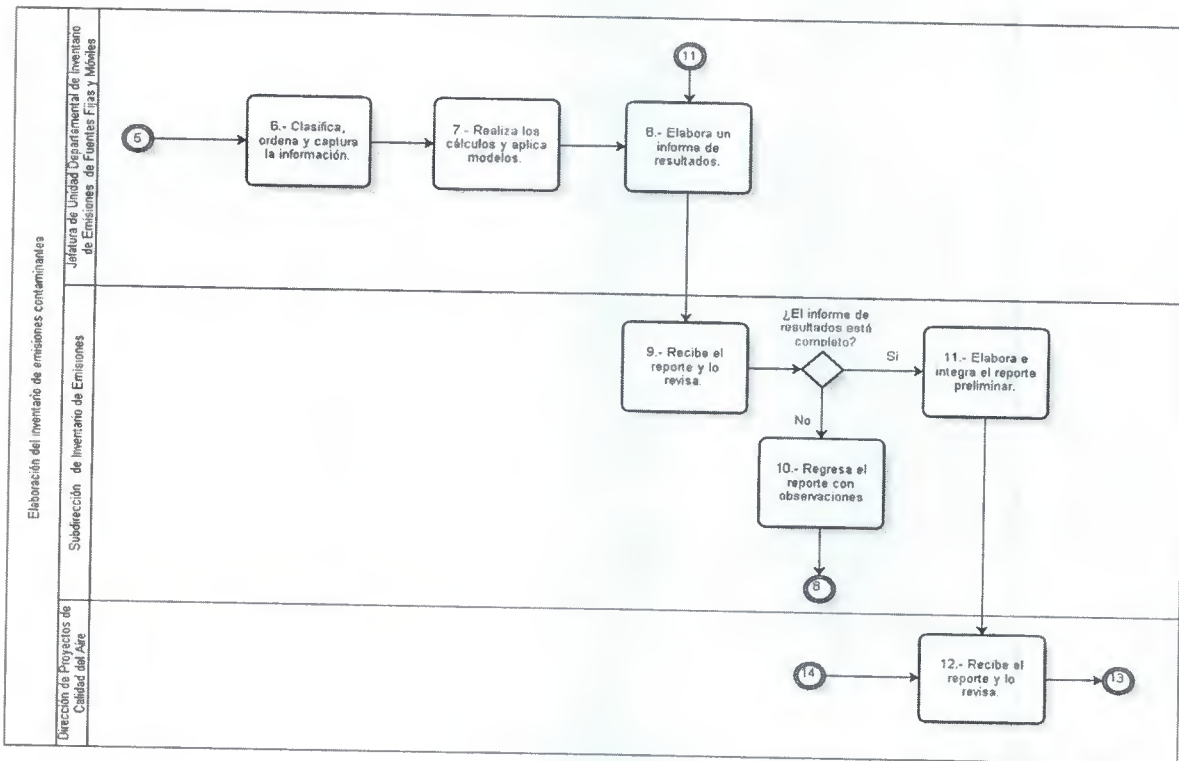 Elaboración del inventario de emisiones contaminantes
Jefatura de Unidad Departamental de Inventario
de Emisiones de Fuentes Fijas y Móviles
5
6.- Clasifica,
ordena y captura
la información.
7.- Realiza los
cálculos y aplica
modelos.
11
8.- Elabora un
informe de
resultados.
Subdirección de Inventario de Emisiones
9.- Recibe el
reporte y lo
revisa.
¿El informe de
resultados está
completo?
Si
No
11.- Elabora e
integra el reporte
preliminar.
10.- Regresa el
reporte con
observaciones
8
Dirección de Proyectos de
Calidad del Aire
14
12.- Recibe el
reporte y lo
revisa.
13